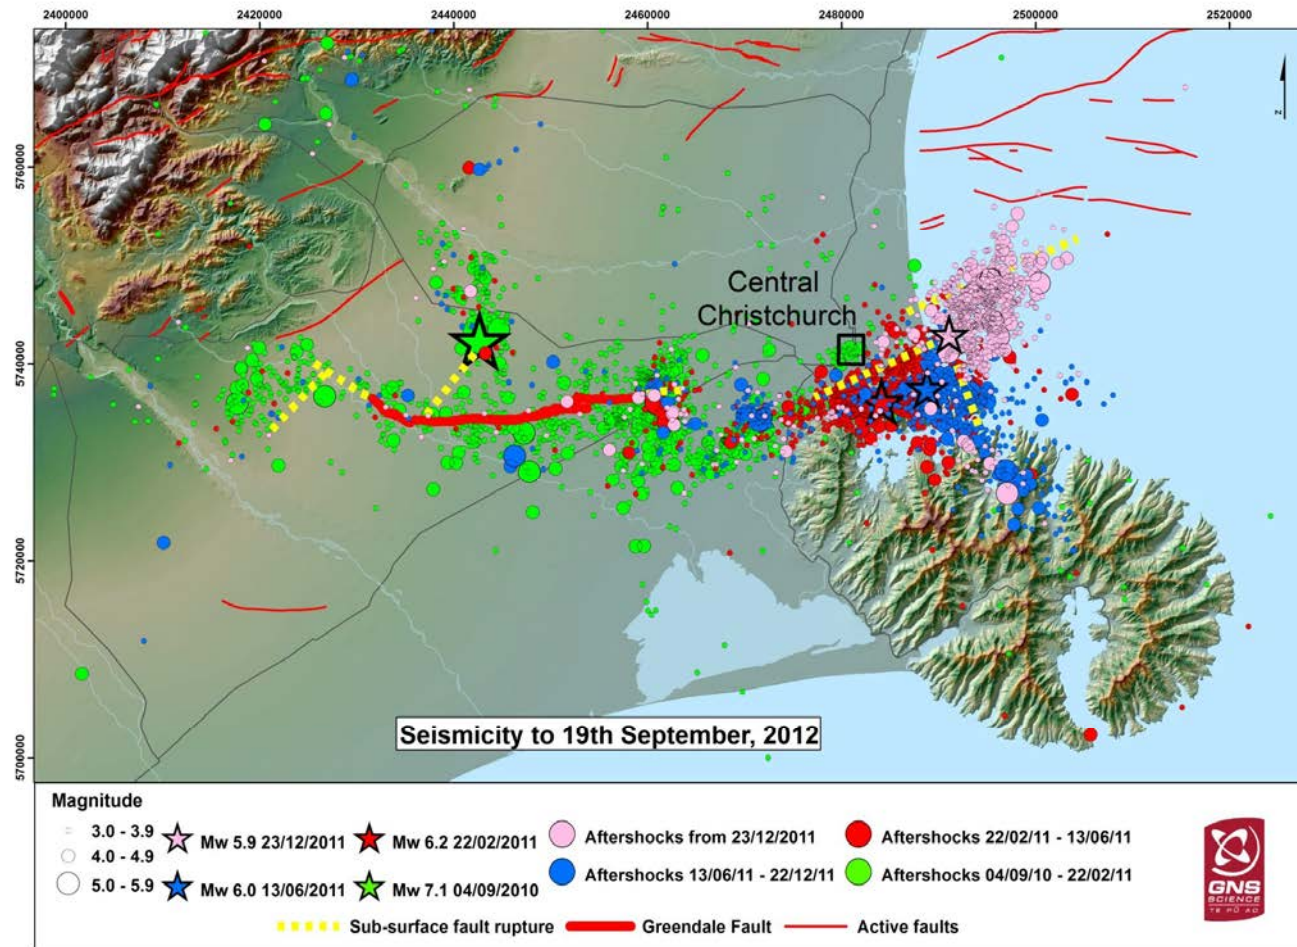 2400000 2420000 2440000 2460000 2480000 2500000 2520000
5760000
5740000
5720000
5700000
N
Central
Christchurch
Seismicity to 19th September, 2012
Magnitude
3.0 - 3.9
4.0 - 4.9
5.0 - 5.9
Mw 5.9 23/12/2011
Mw 6.0 13/06/2011
Mw 6.2 22/02/2011
Mw 7.1 04/09/2010
Aftershocks from 23/12/2011
Aftershocks 13/06/11 - 22/12/11
Aftershocks 22/02/11 - 13/06/11
Aftershocks 04/09/10 - 22/02/11
Sub-surface fault rupture Greendale Fault Active faults
GNS
SCIENCE
TE PŪ AO